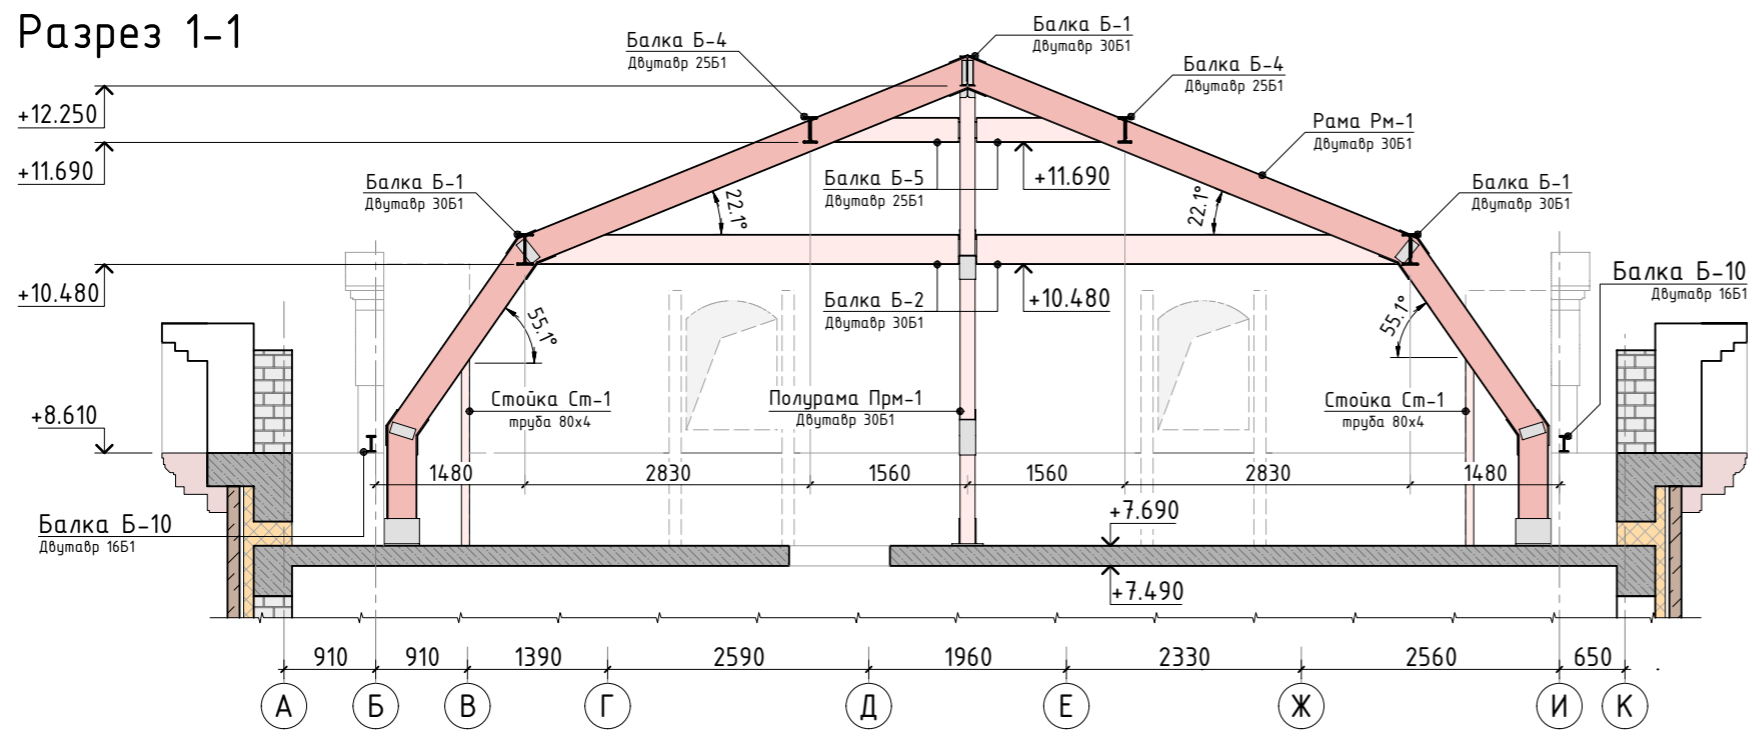 Разрез 1-1
Балка Б-1
Двутавр 30Б1
Балка Б-4
Двутавр 25Б1
Балка Б-4
Двутавр 25Б1
+12.250
Рама Рм-1
Двутавр 30Б1
+11.690
Балка Б-5
Двутавр 25Б1
+11.690
Балка Б-1
Двутавр 30Б1
Балка Б-1
Двутавр 30Б1
22.1°
22.1°
+10.480
Балка Б-2
Двутавр 30Б1
+10.480
Балка Б-10
Двутавр 16Б1
55.1°
55.1°
+8.610
Стойка Ст-1
труба 80х4
Полурама Прм-1
Двутавр 30Б1
Стойка Ст-1
труба 80х4
1480 2830 1560 1560 2830 1480
Балка Б-10
Двутавр 16Б1
+7.690
+7.490
910 910 1390 2590 1960 2330 2560 650
А Б В Г Д Е Ж И К